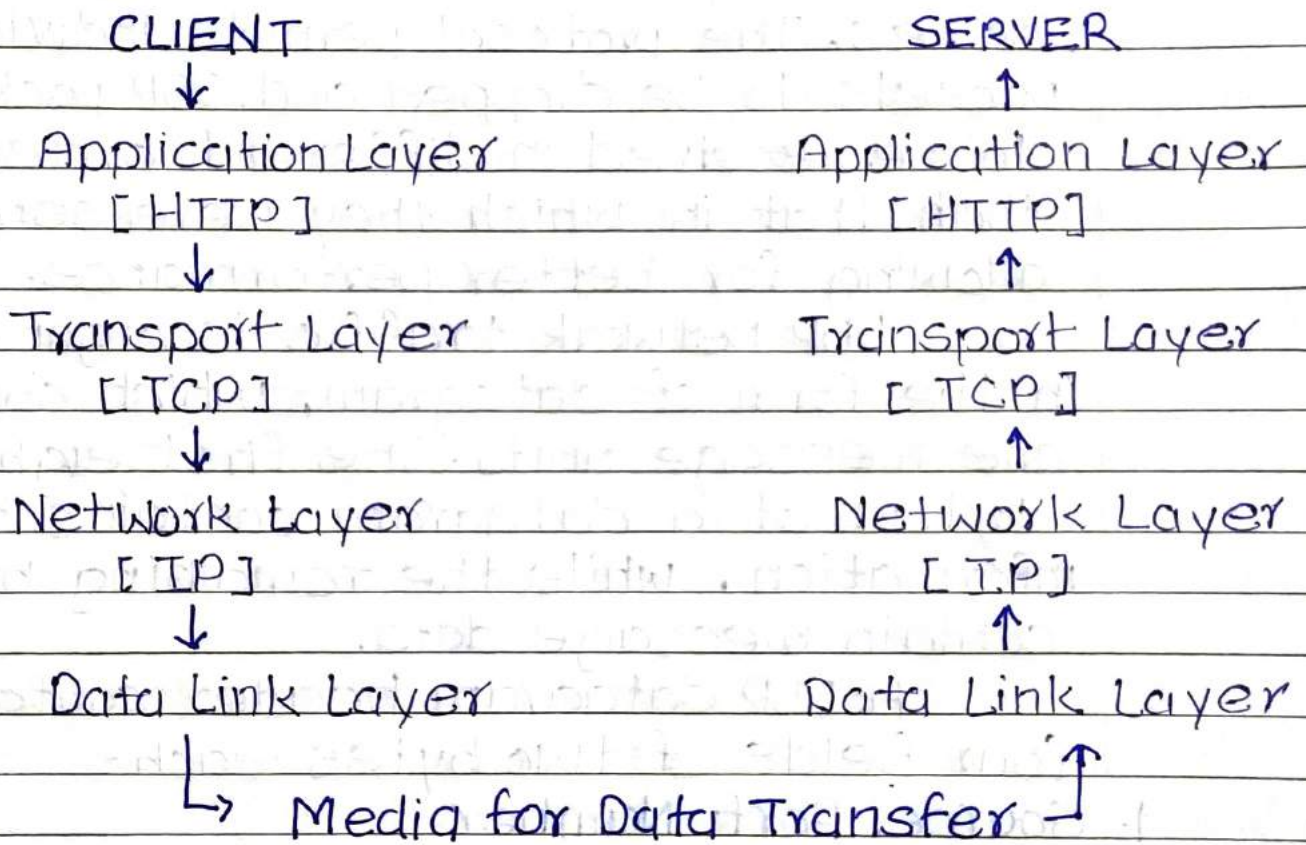 CLIENT SERVER
↓ ↑
Application Layer Application Layer
[HTTP] [HTTP]
↓ ↑
Transport Layer Transport Layer
[TCP] [TCP]
↓ ↑
Network Layer Network Layer
[IP] [IP]
↓ ↑
Data Link Layer Data Link Layer
↳ Media for Data Transfer ↑